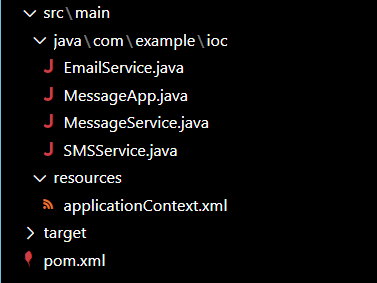 src\main
java\com\example\ioc
EmailService.java
MessageApp.java
MessageService.java
SMSService.java
resources
applicationContext.xml
target
pom.xml